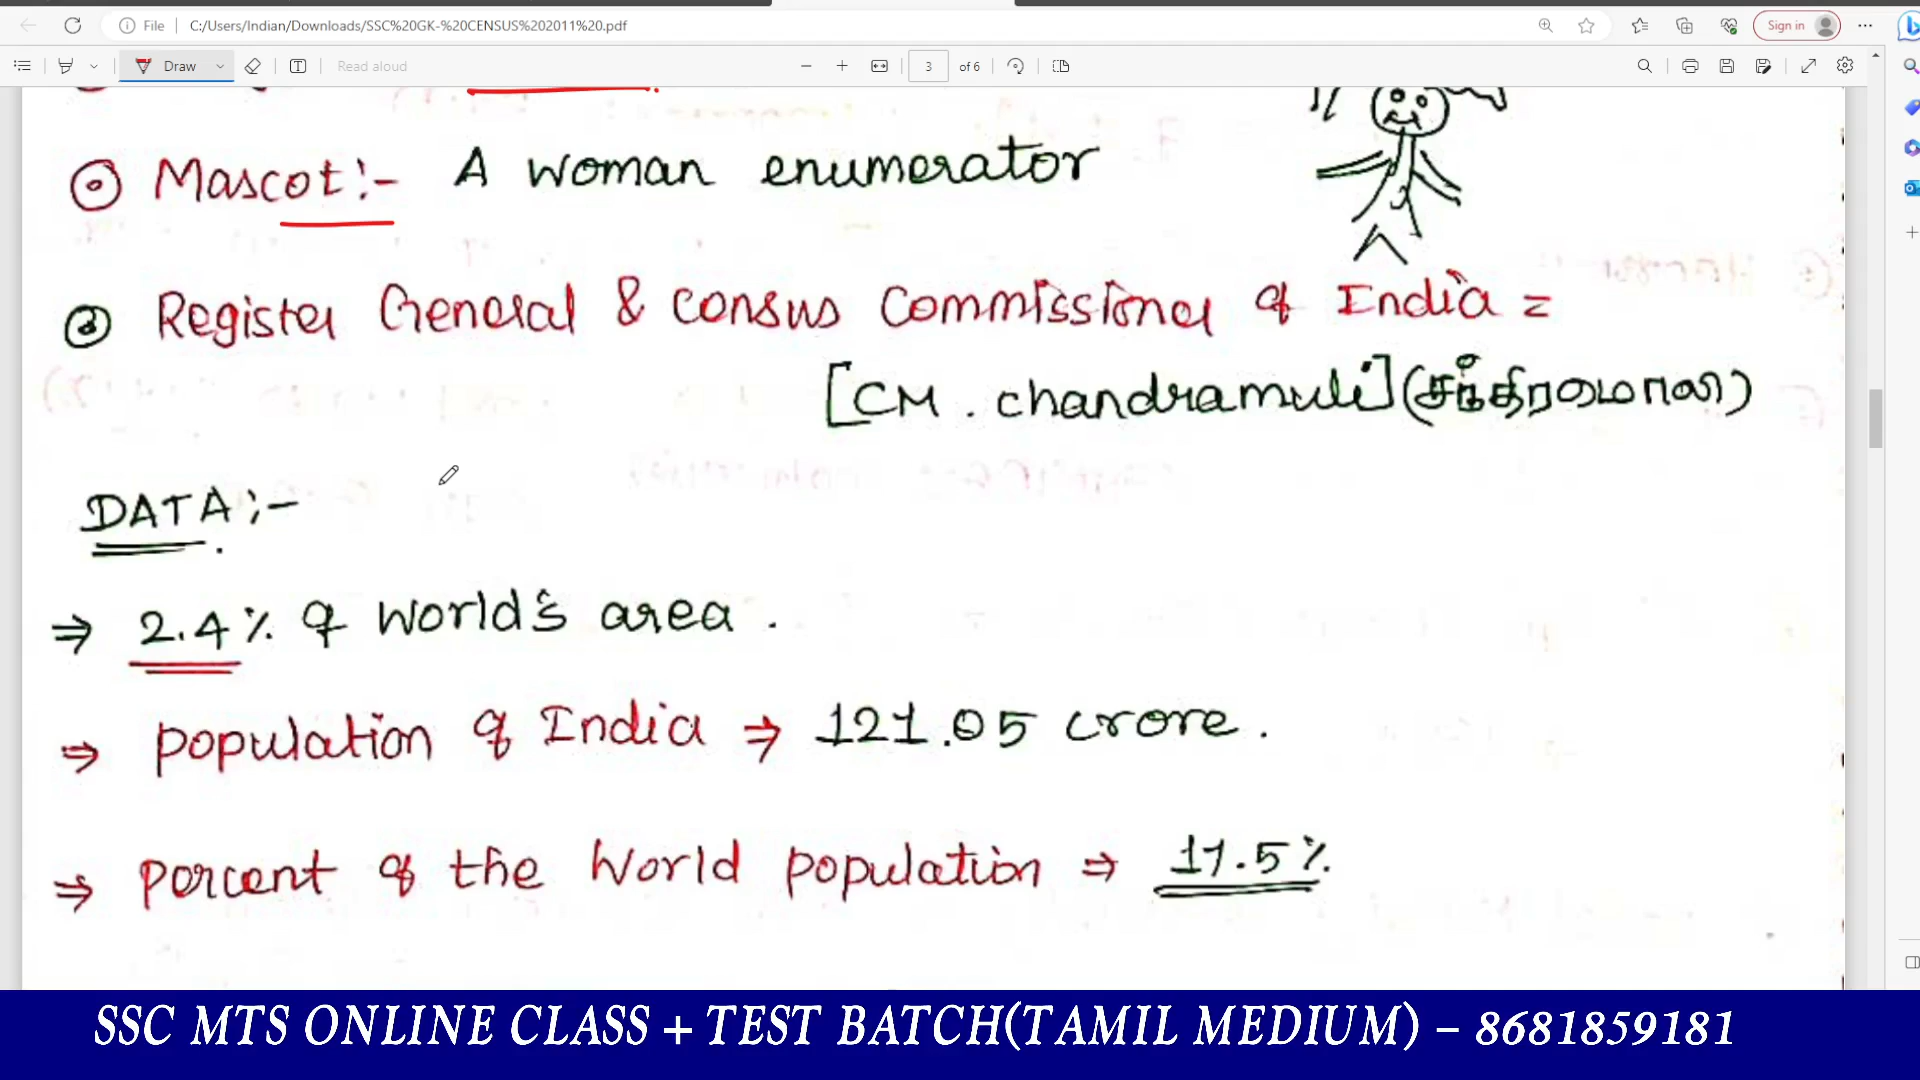 File C:/Users/Indian/Downloads/SSC%20GK-%20CENSUS%202011%20.pdf Sign in
Draw Read aloud 3 of 6
Mascot:- A woman enumerator
Register General & Consus Commissioner of India =
[CM. chandramuli] (சந்திரமௌலி)
DATA:-
⇒ 2.4% of world's area.
⇒ population of India ⇒ 121.05 crore.
⇒ Percent of the World population ⇒ 17.5%
SSC MTS ONLINE CLASS + TEST BATCH(TAMIL MEDIUM) – 8681859181